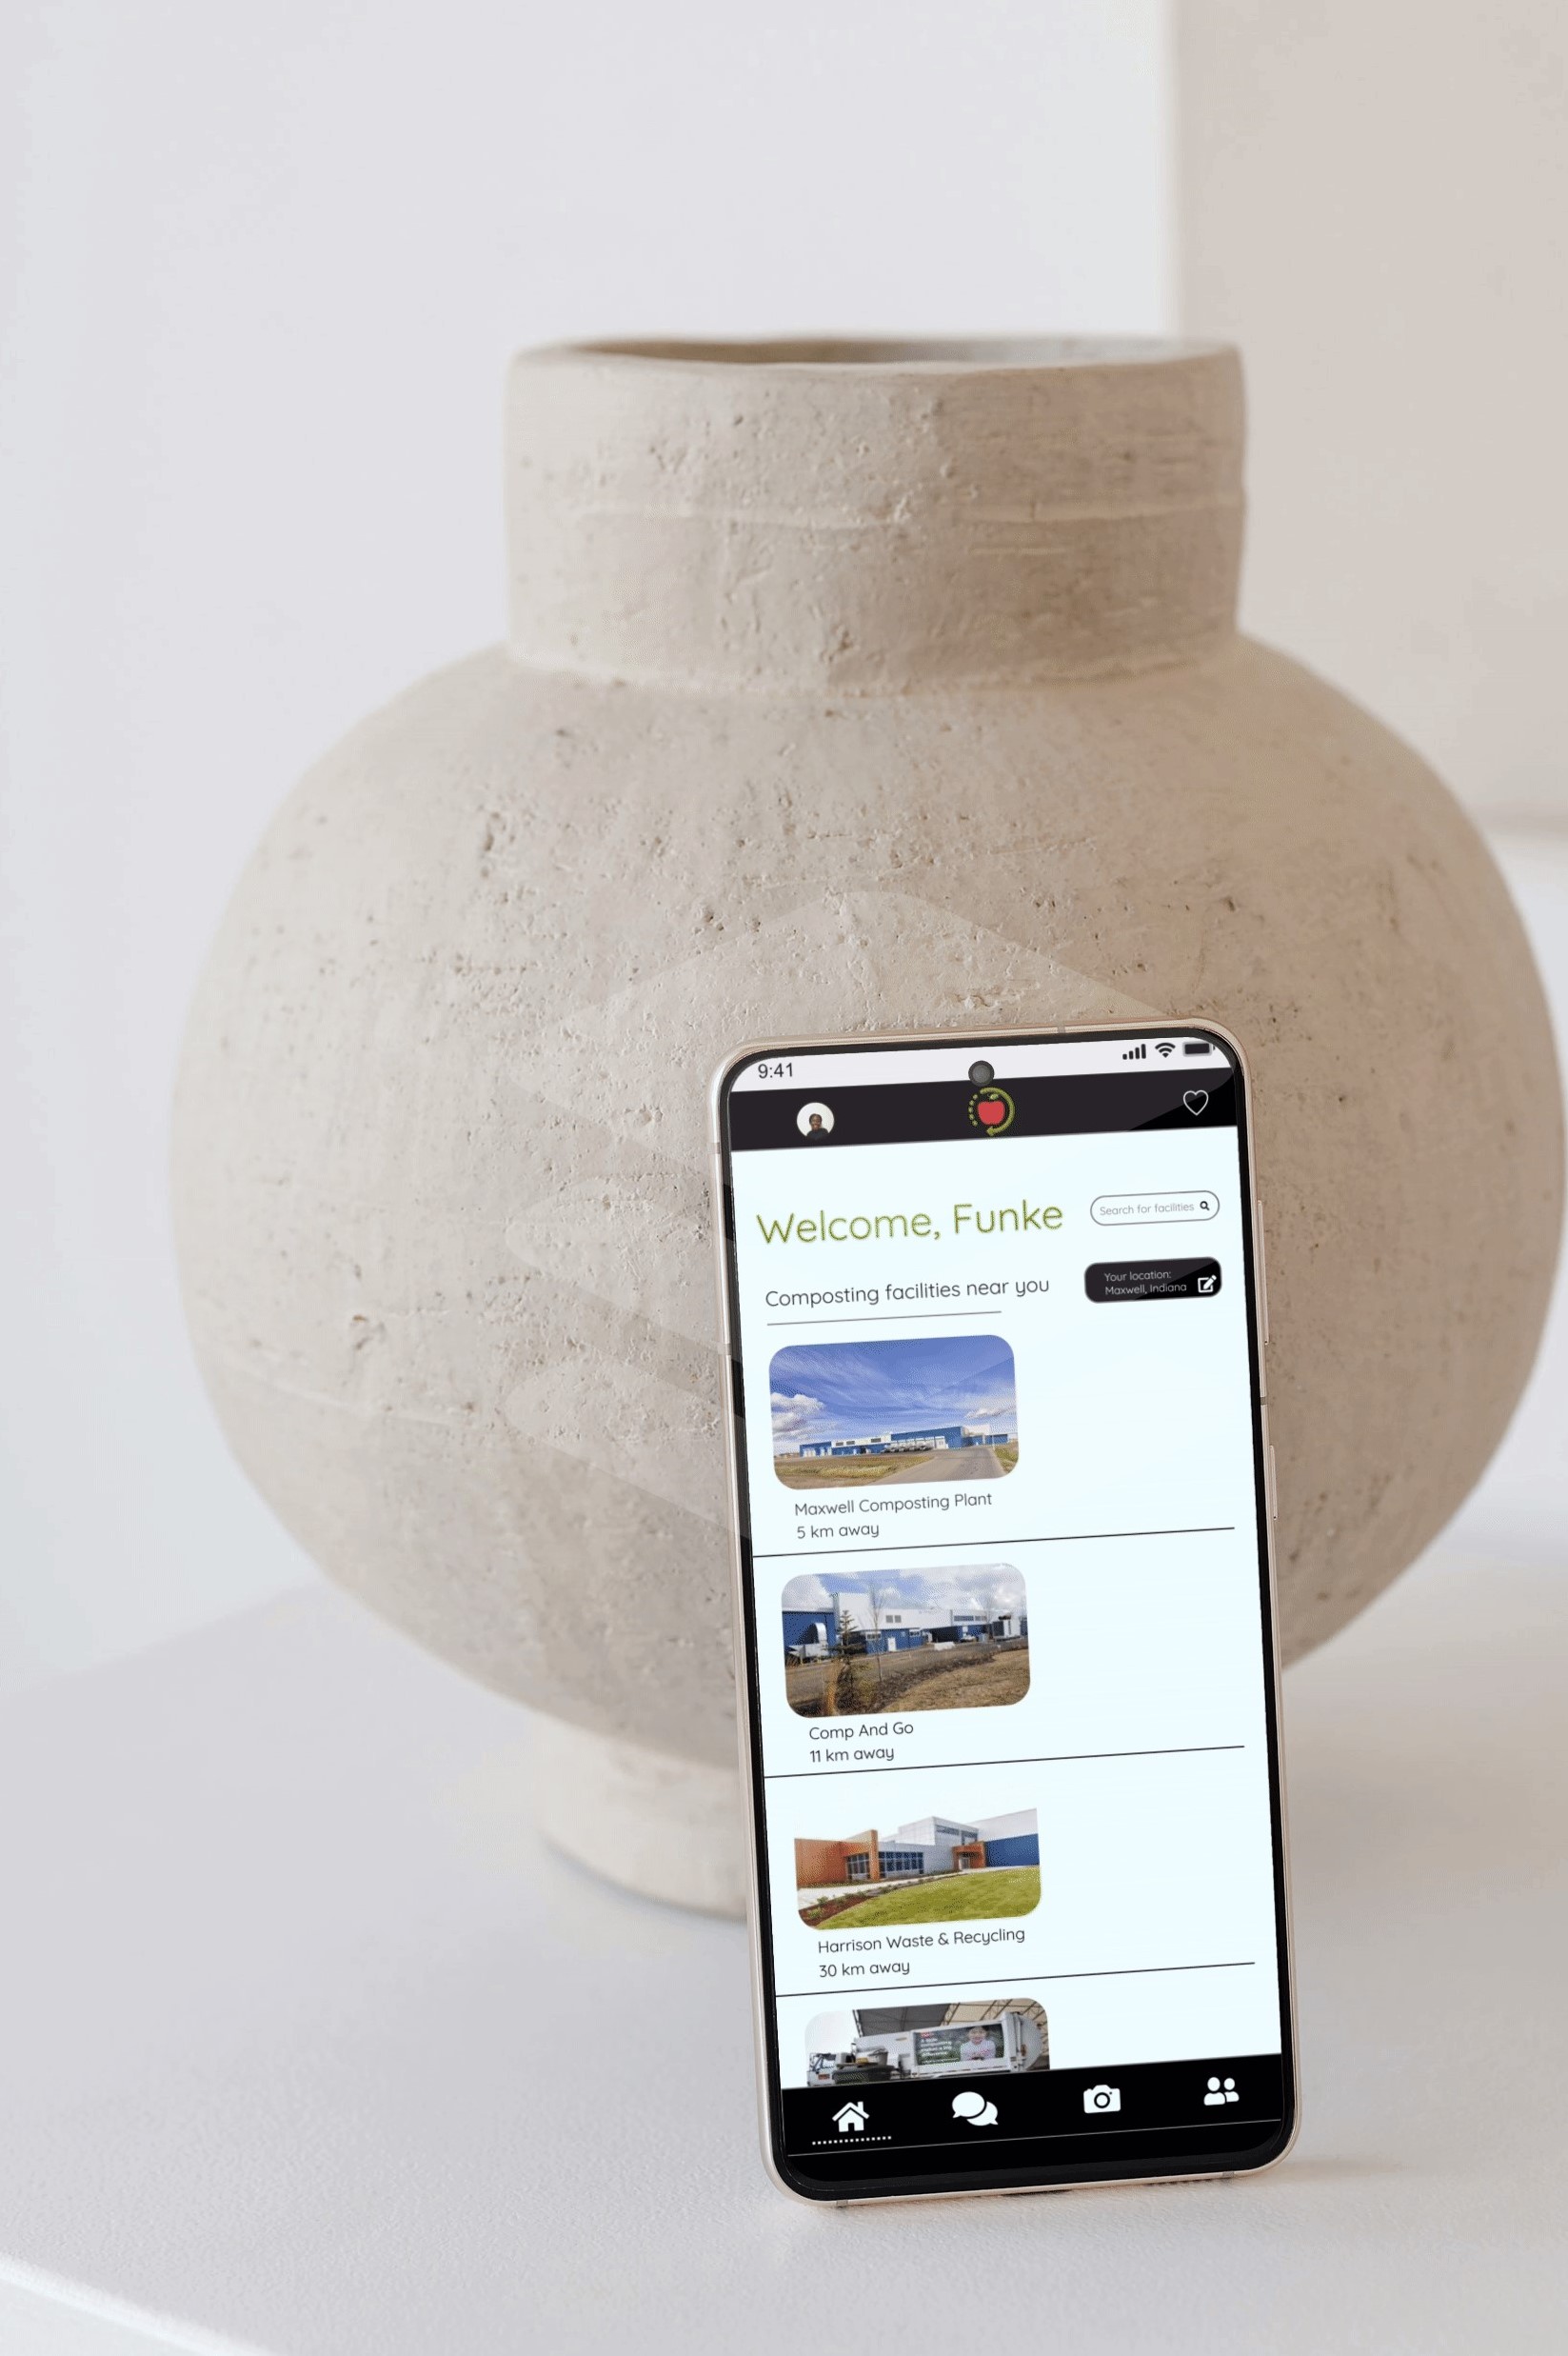 9:41
Welcome, Funke
Search for facilities
Composting facilities near you
Your location:
Maxwell, Indiana
Maxwell Composting Plant
5 km away
Comp And Go
11 km away
Harrison Waste & Recycling
30 km away